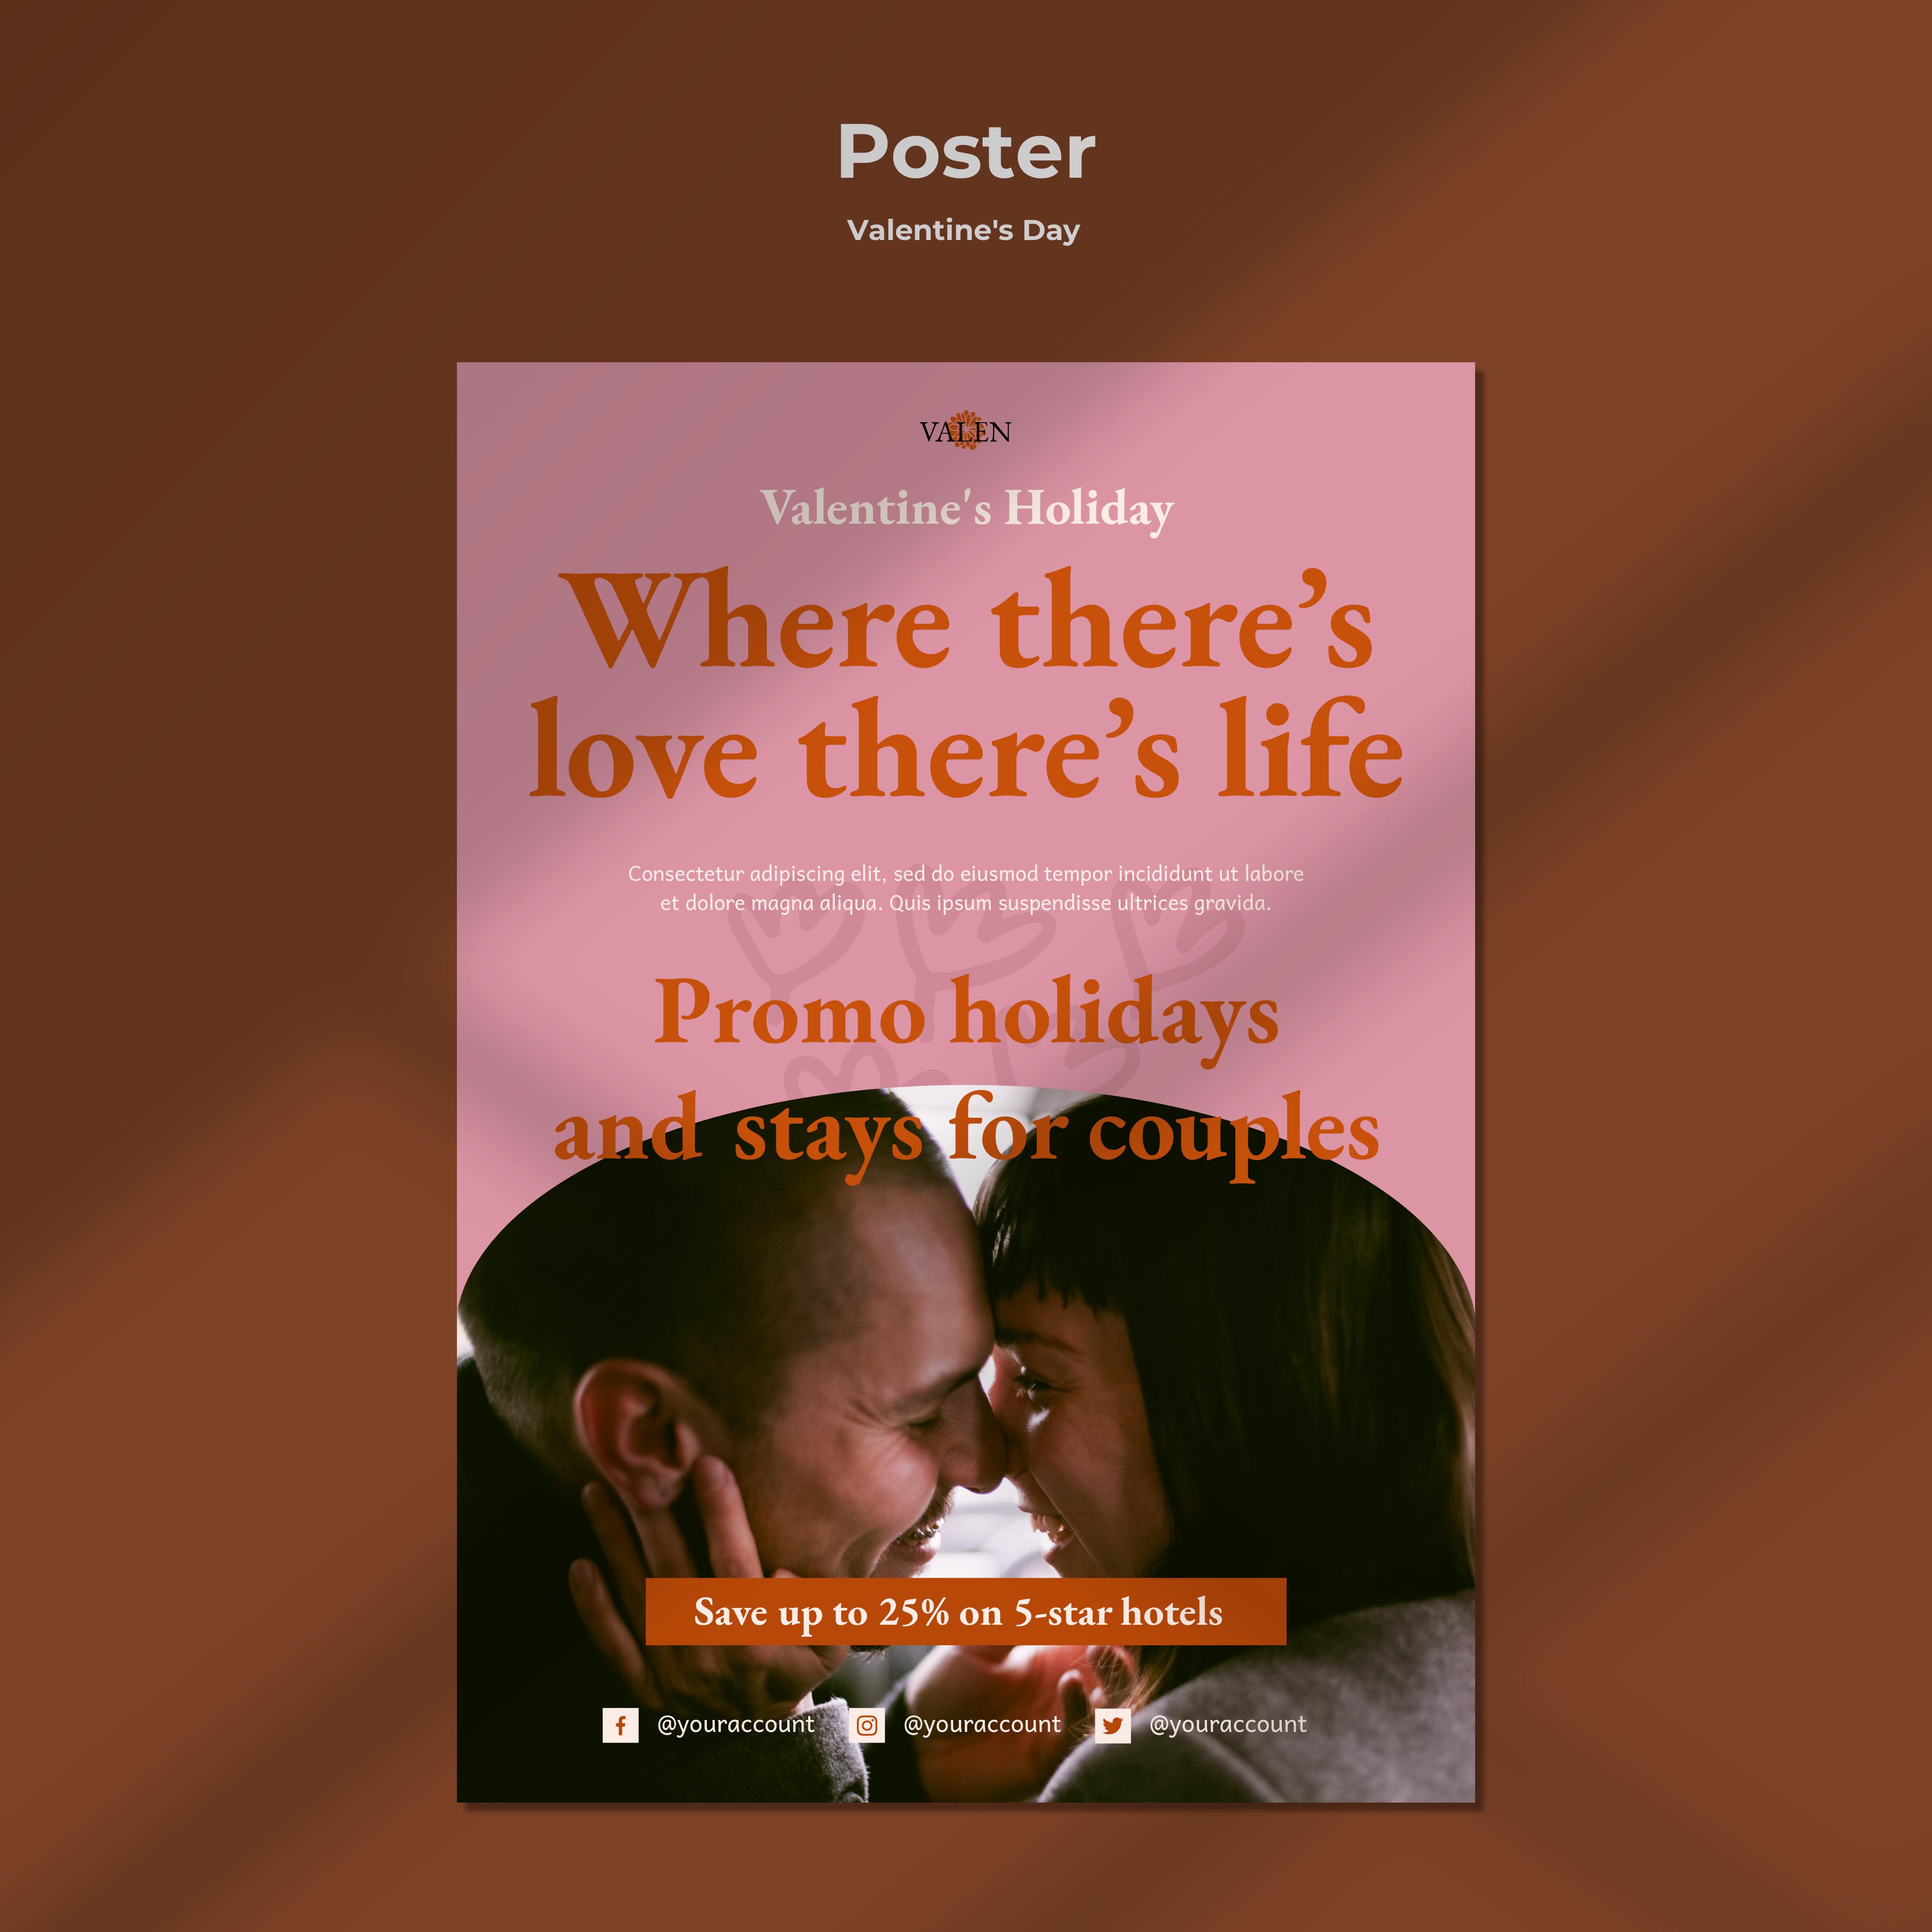 Poster
Valentine's Day
VALEN
Valentine's Holiday
Where there’s
love there’s life
Consectetur adipiscing elit, sed do eiusmod tempor incididunt ut labore
et dolore magna aliqua. Quis ipsum suspendisse ultrices gravida.
Promo holidays
and stays for couples
Save up to 25% on 5-star hotels
@youraccount @youraccount @youraccount